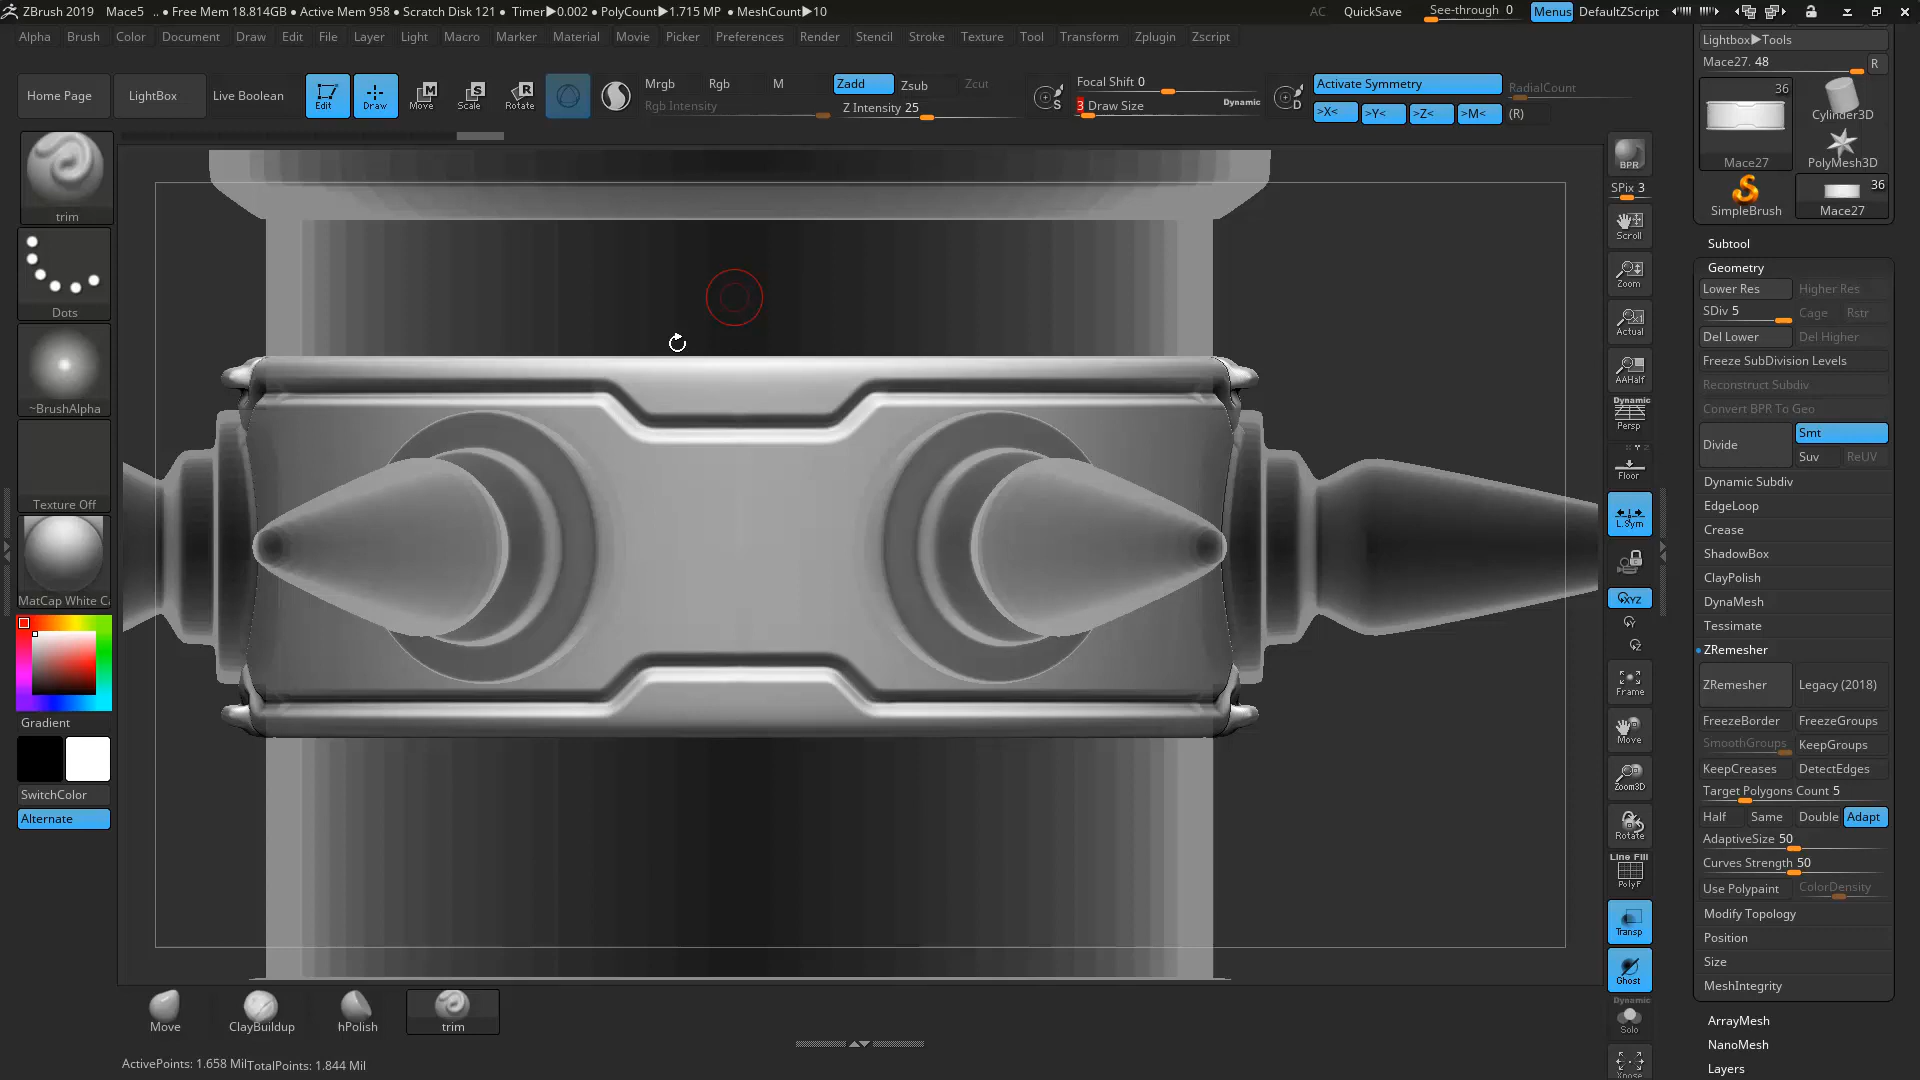 ZBrush 2019 Mace5 .. ● Free Mem 18.814GB ● Active Mem 958 ● Scratch Disk 121 ● Timer▶0.002 ● PolyCount▶1.715 MP ● MeshCount▶10 AC QuickSave See-through 0 Menus DefaultZScript
Alpha Brush Color Document Draw Edit File Layer Light Macro Marker Material Movie Picker Preferences Render Stencil Stroke Texture Tool Transform Zplugin Zscript
Home Page LightBox Live Boolean Edit Draw Move Scale Rotate
M S R
Mrgb Rgb M Zadd Zsub Zcut
Rgb Intensity Z Intensity 25
S Focal Shift 0
3 Draw Size Dynamic
D Activate Symmetry RadialCount
>X< >Y< >Z< >M< (R)
trim
Dots
~BrushAlpha
Texture Off
MatCap White C
Gradient
SwitchColor
Alternate
BPR
SPix 3
Scroll
Zoom
Actual
AAHalf
Dynamic
Persp
Floor
L.Sym
XYZ
Y
Z
Frame
Move
Zoom3D
Rotate
Line Fill
PolyF
Transp
Ghost
Dynamic
Solo
Xpose
Lightbox▶Tools
Mace27. 48 R
36
Mace27 Cylinder3D
PolyMesh3D
SimpleBrush 36 Mace27
Subtool
Geometry
Lower Res Higher Res
SDiv 5 Cage Rstr
Del Lower Del Higher
Freeze SubDivision Levels
Reconstruct Subdiv
Convert BPR To Geo
Divide Smt
Suv ReUV
Dynamic Subdiv
EdgeLoop
Crease
ShadowBox
ClayPolish
DynaMesh
Tessimate
ZRemesher
ZRemesher Legacy (2018)
FreezeBorder FreezeGroups
SmoothGroups KeepGroups
KeepCreases DetectEdges
Target Polygons Count 5
Half Same Double Adapt
AdaptiveSize 50
Curves Strength 50
Use Polypaint ColorDensity
Modify Topology
Position
Size
MeshIntegrity
ArrayMesh
NanoMesh
Layers
Move ClayBuildup hPolish trim
ActivePoints: 1.658 Mil TotalPoints: 1.844 Mil